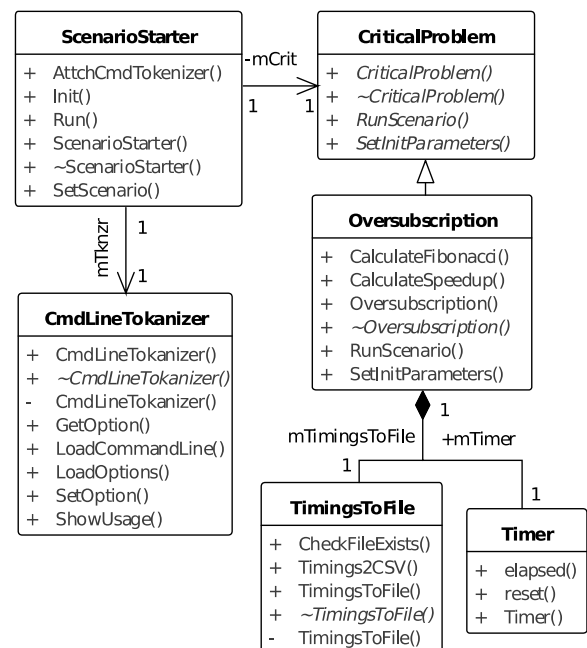 ScenarioStarter
+ AttchCmdTokenizer()
+ Init()
+ Run()
+ ScenarioStarter()
+ ~ScenarioStarter()
+ SetScenario()
-mCrit
1
1
CriticalProblem
+ CriticalProblem()
+ ~CriticalProblem()
+ RunScenario()
+ SetInitParameters()
mTknzr
1
1
CmdLineTokanizer
+ CmdLineTokanizer()
+ ~CmdLineTokanizer()
- CmdLineTokanizer()
+ GetOption()
+ LoadCommandLine()
+ LoadOptions()
+ SetOption()
+ ShowUsage()
Oversubscription
+ CalculateFibonacci()
+ CalculateSpeedup()
+ Oversubscription()
+ ~Oversubscription()
+ RunScenario()
+ SetInitParameters()
1
mTimingsToFile
+mTimer
1
1
TimingsToFile
+ CheckFileExists()
+ Timings2CSV()
+ TimingsToFile()
+ ~TimingsToFile()
- TimingsToFile()
Timer
+ elapsed()
+ reset()
+ Timer()